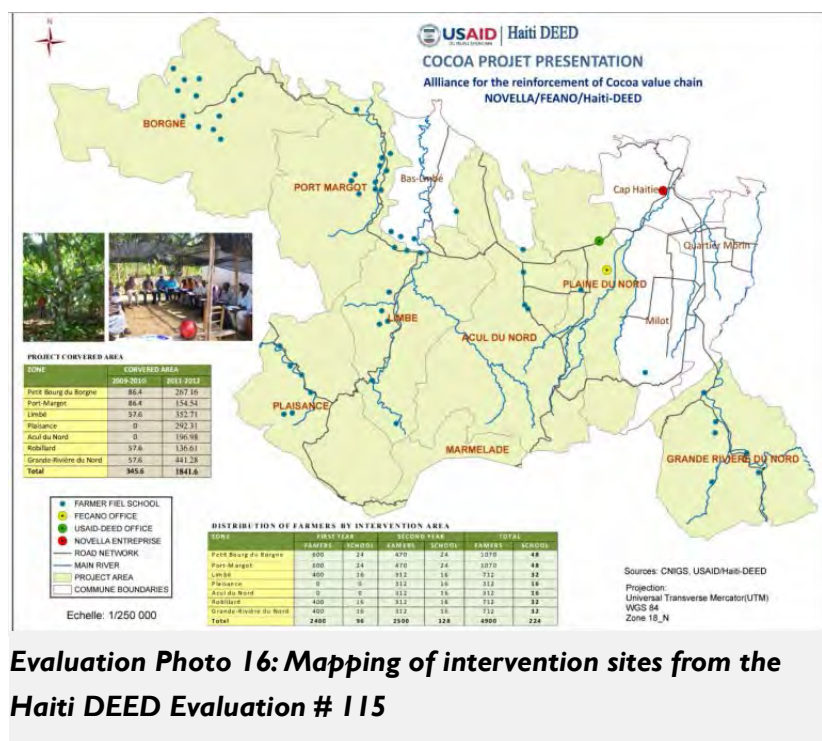 N
USAID | Haiti DEED
COCOA PROJET PRESENTATION
Allliance for the reinforcement of Cocoa value chain
NOVELLA/FEANO/Haiti-DEED
BORGNE
PORT MARGOT
Bas-Limbé
Cap Haitie
Quartier Morin
PLAINE DU NORD
Milot
LIMBE
ACUL DU NORD
PLAISANCE
MARMELADE
GRANDE RIVIERE DU NORD
PROJECT CORVERED AREA
ZONE CORVERED AREA
2009-2010 2011-2012
Petit Bourg du Borgne 86.4 267.16
Port-Margot 86.4 154.54
Limbé 57.6 352.71
Plaisance 0 292.31
Acul du Nord 0 196.98
Robillard 57.6 136.61
Grande-Rivière du Nord 57.6 441.28
Total 345.6 1841.6
FARMER FIEL SCHOOL
FECANO OFFICE
USAID-DEED OFFICE
NOVELLA ENTREPRISE
ROAD NETWORK
MAIN RIVER
PROJECT AREA
COMMUNE BOUNDARIES
Echelle: 1/250 000
DISTRIBUTION OF FARMERS BY INTERVENTION AREA
ZONE FIRST YEAR SECOND YEAR TOTAL
FAMERS SCHOOL FAMERS SCHOOL FAMERS SCHOOL
Petit Bourg du Borgne 600 24 470 24 1070 48
Port-Margot 600 24 470 24 1070 48
Limbé 400 16 312 16 712 32
Plaisance 0 0 312 16 312 16
Acul du Nord 0 0 312 16 312 16
Robillard 400 16 312 16 712 32
Grande-Rivière du Nord 400 16 312 16 712 32
Total 2400 96 2500 128 4900 224
Sources: CNIGS, USAID/Haiti-DEED
Projection:
Universal Transverse Mercator(UTM)
WGS 84
Zone 18_N
Evaluation Photo 16: Mapping of intervention sites from the
Haiti DEED Evaluation # 115